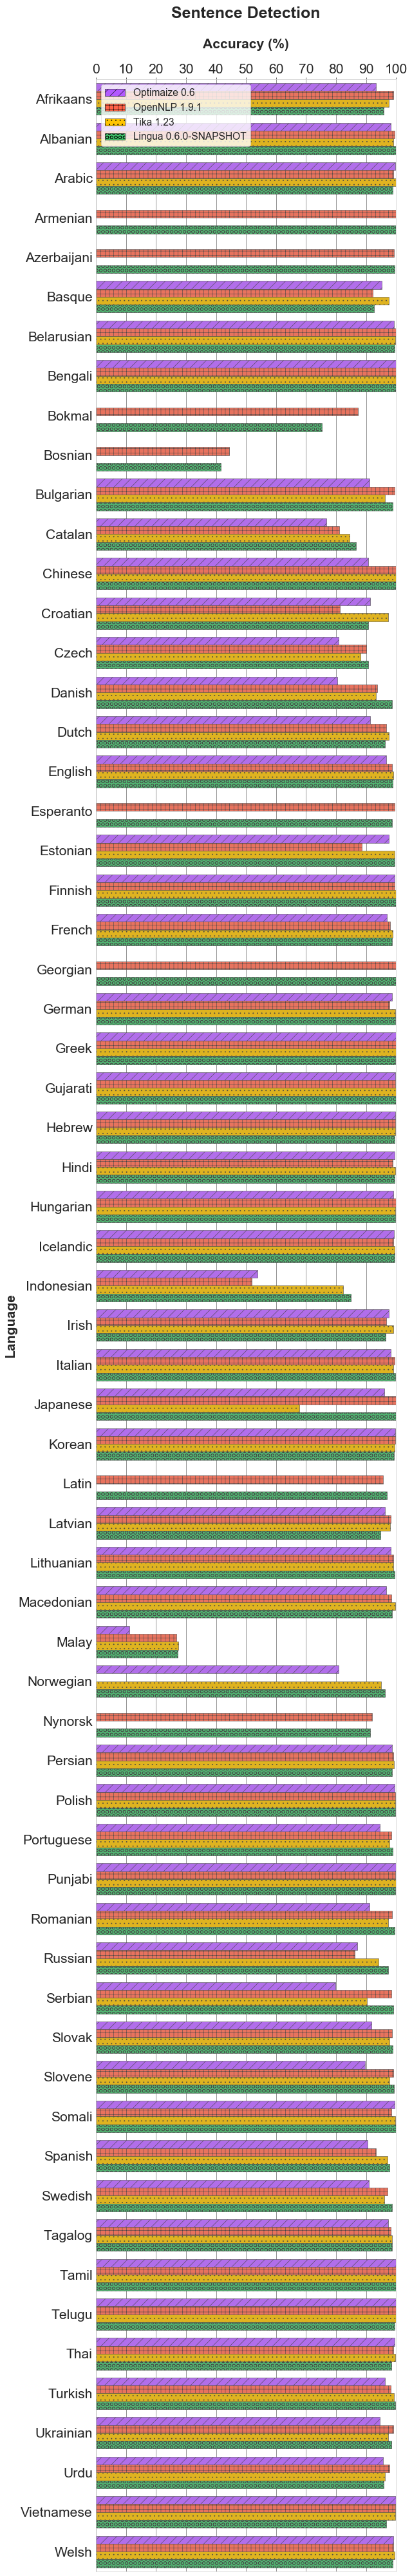 Sentence Detection
Accuracy (%)
0 10 20 30 40 50 60 70 80 90 100
Optimaize 0.6
OpenNLP 1.9.1
Tika 1.23
Lingua 0.6.0-SNAPSHOT
Language
Afrikaans
Albanian
Arabic
Armenian
Azerbaijani
Basque
Belarusian
Bengali
Bokmal
Bosnian
Bulgarian
Catalan
Chinese
Croatian
Czech
Danish
Dutch
English
Esperanto
Estonian
Finnish
French
Georgian
German
Greek
Gujarati
Hebrew
Hindi
Hungarian
Icelandic
Indonesian
Irish
Italian
Japanese
Korean
Latin
Latvian
Lithuanian
Macedonian
Malay
Norwegian
Nynorsk
Persian
Polish
Portuguese
Punjabi
Romanian
Russian
Serbian
Slovak
Slovene
Somali
Spanish
Swedish
Tagalog
Tamil
Telugu
Thai
Turkish
Ukrainian
Urdu
Vietnamese
Welsh